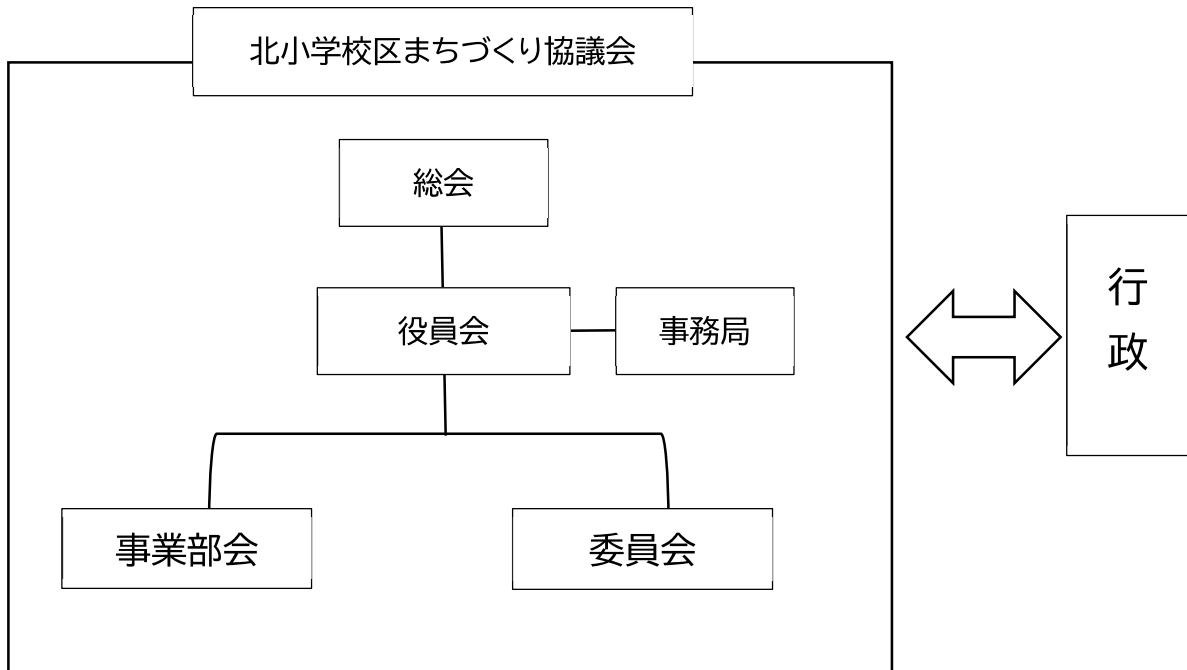 北小学校区まちづくり協議会
総会
役員会
事務局
行政
事業部会
委員会